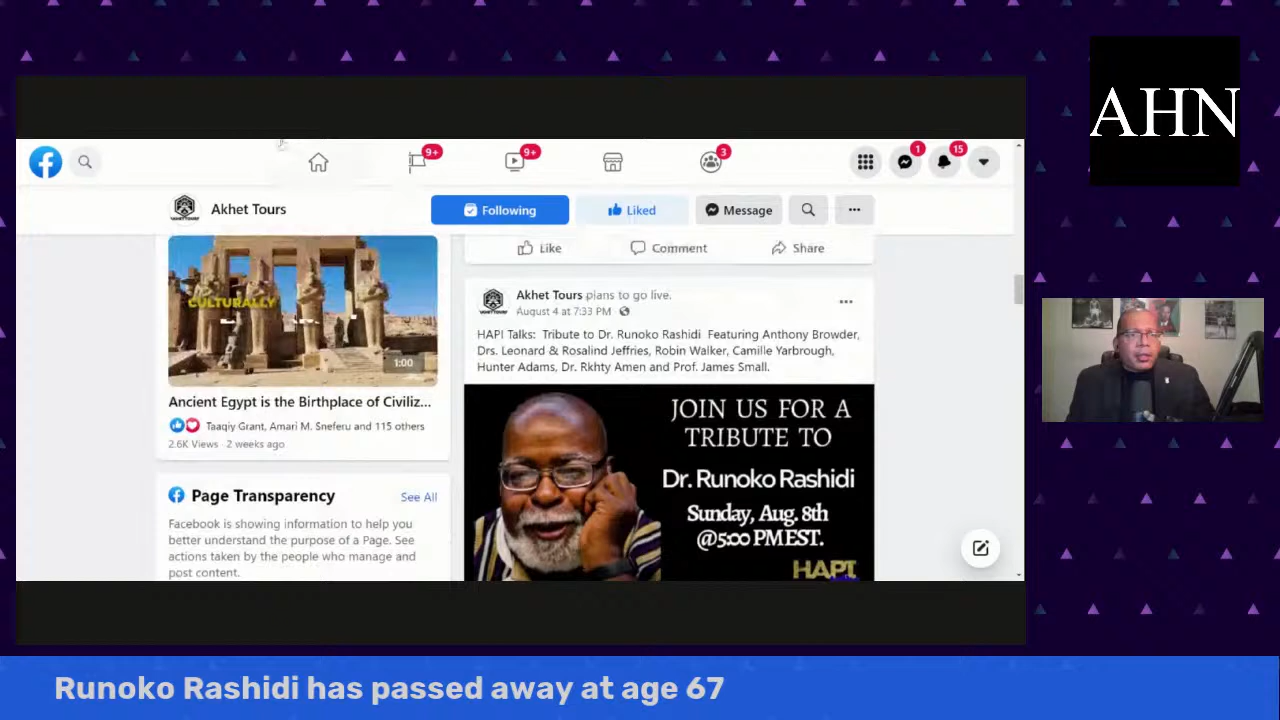 AHN
9+
9+
3
1
15
Akhet Tours
Following
Liked
Message
CULTURALLY
1:00
Ancient Egypt is the Birthplace of Civiliz...
Taaqiy Grant, Amari M. Sneferu and 115 others
2.6K Views · 2 weeks ago
Page Transparency
See All
Facebook is showing information to help you
better understand the purpose of a Page. See
actions taken by the people who manage and
post content.
Like
Comment
Share
Akhet Tours plans to go live.
August 4 at 7:33 PM
HAPI Talks: Tribute to Dr. Runoko Rashidi Featuring Anthony Browder,
Drs. Leonard & Rosalind Jeffries, Robin Walker, Camille Yarbrough,
Hunter Adams, Dr. Rkhty Amen and Prof. James Small.
JOIN US FOR A
TRIBUTE TO
Dr. Runoko Rashidi
Sunday, Aug. 8th
@5:00 PM EST.
HAPI
Runoko Rashidi has passed away at age 67